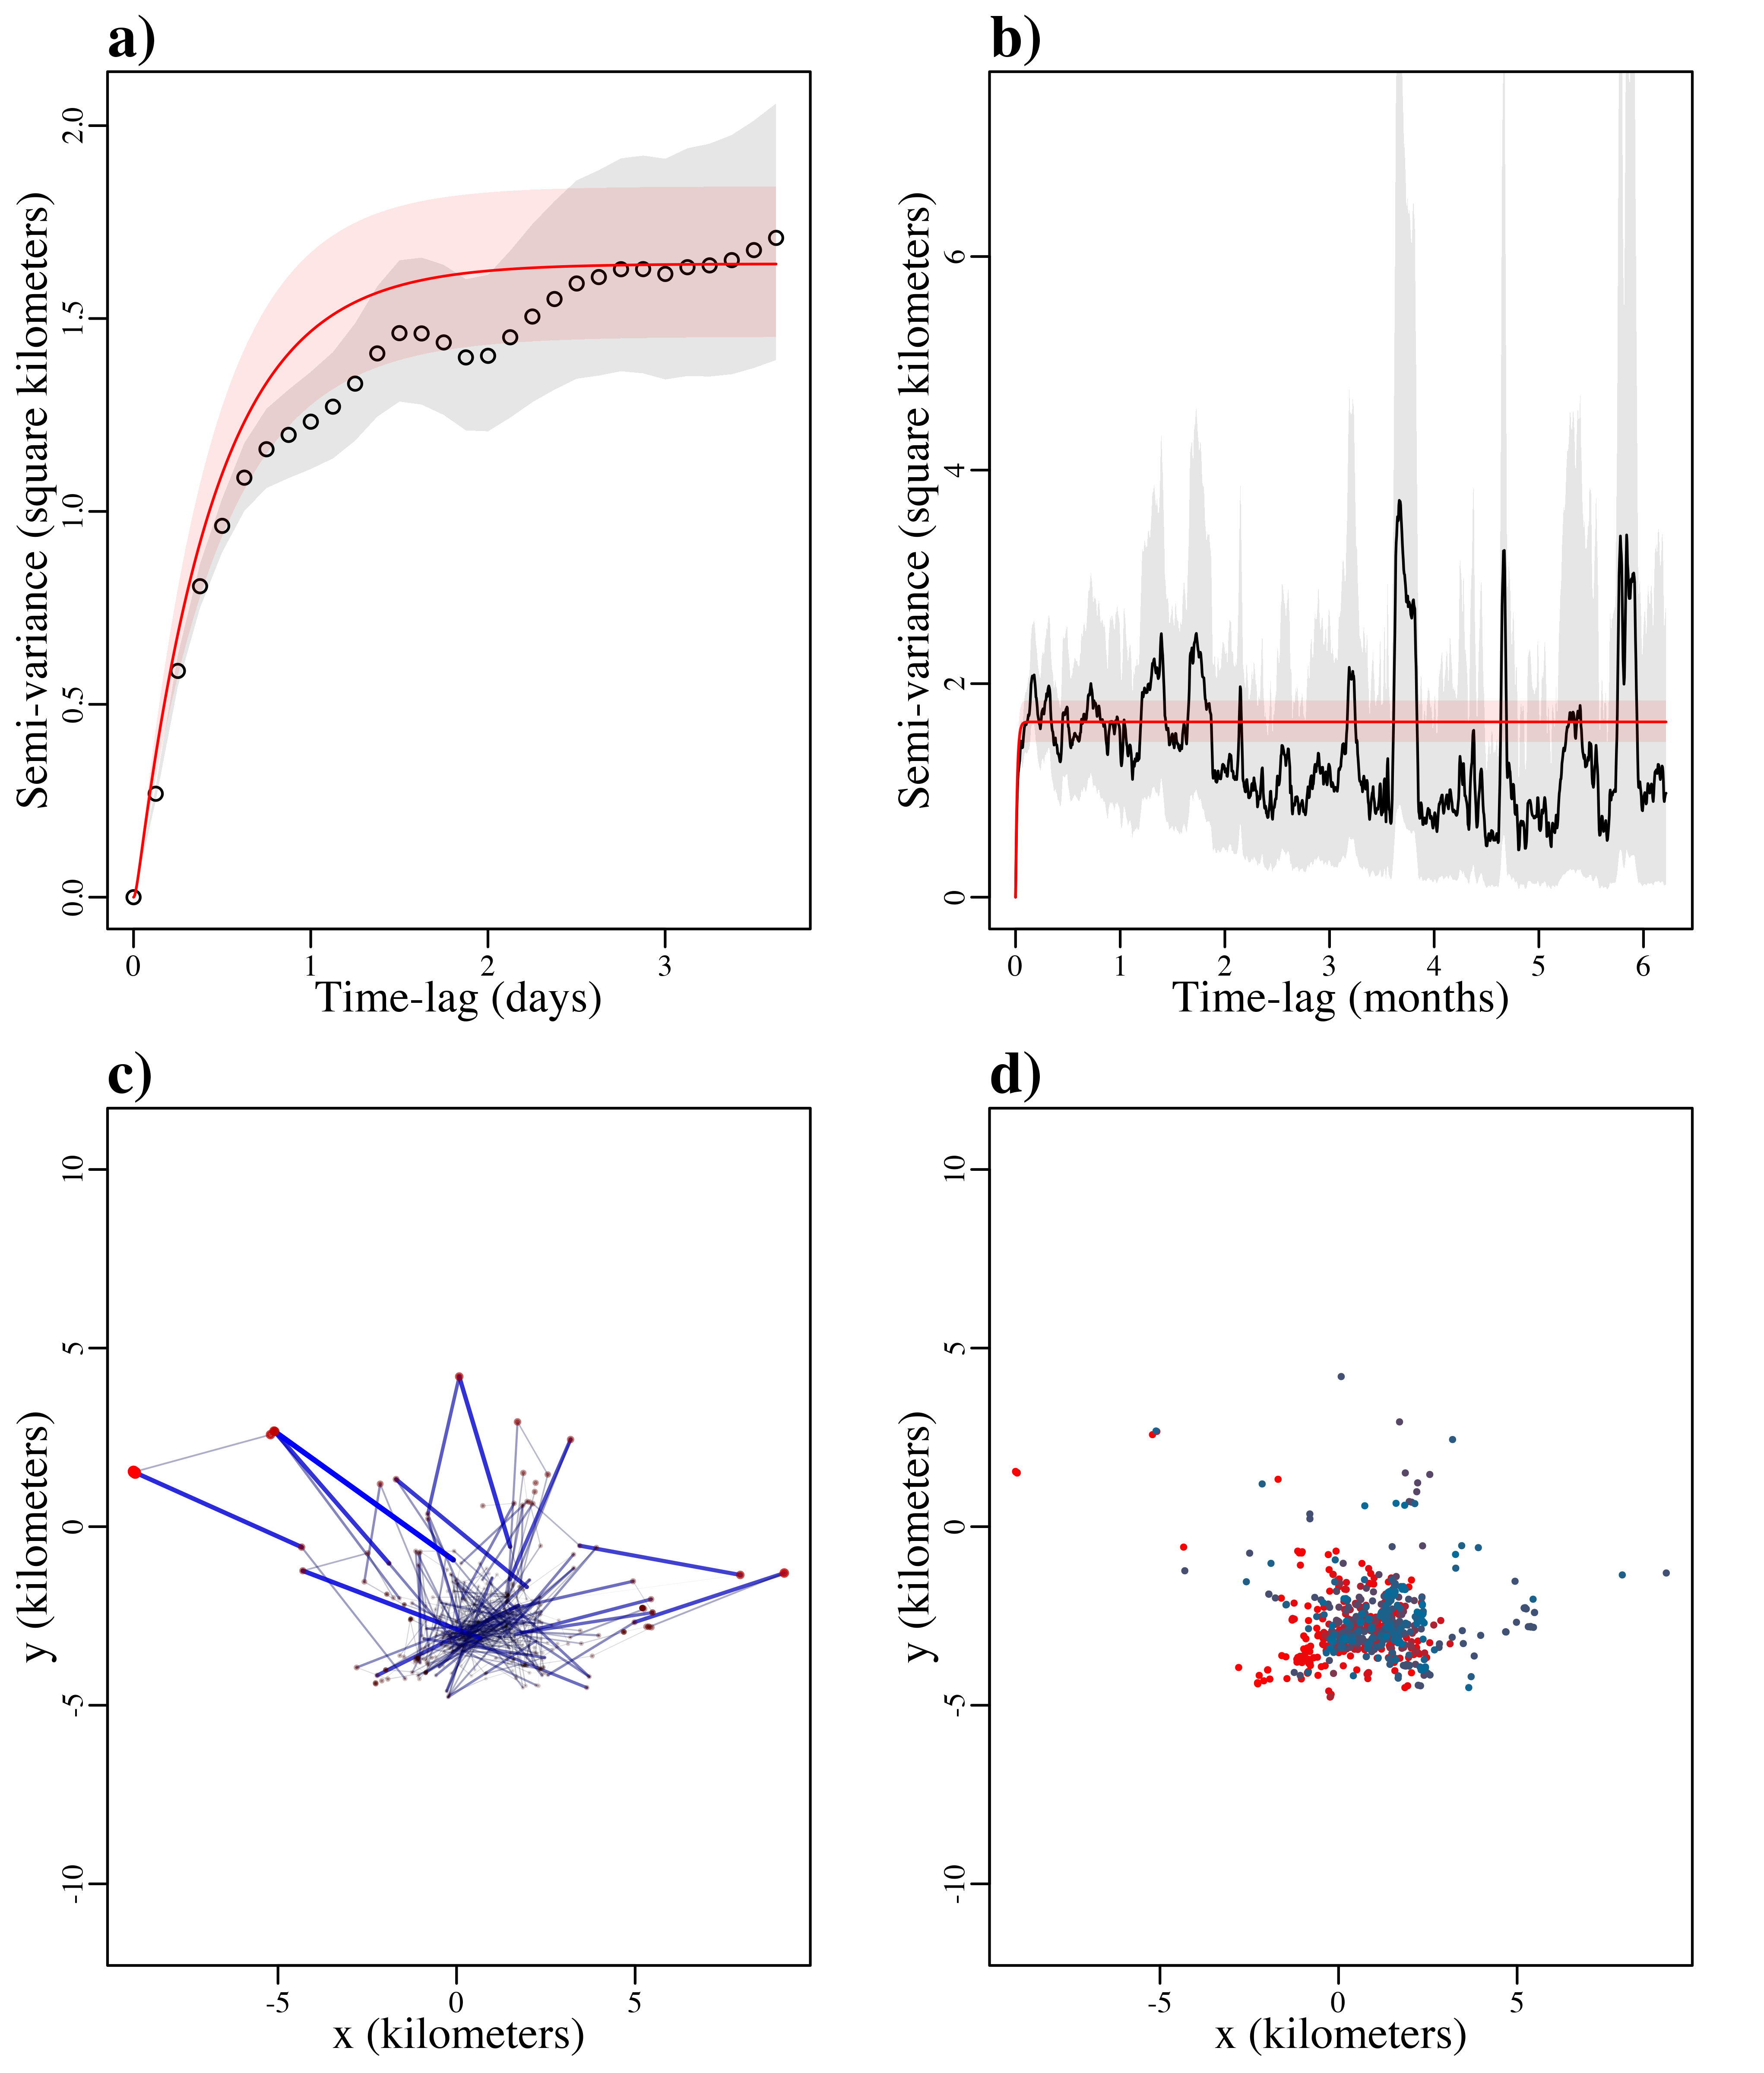 a)
Semi-variance (square kilometers)
2.0
1.5
1.0
0.5
0.0
0 1 2 3
Time-lag (days)
b)
Semi-variance (square kilometers)
6
4
2
0
0 1 2 3 4 5 6
Time-lag (months)
c)
y (kilometers)
10
5
0
-5
-10
-5 0 5
x (kilometers)
d)
y (kilometers)
10
5
0
-5
-10
-5 0 5
x (kilometers)